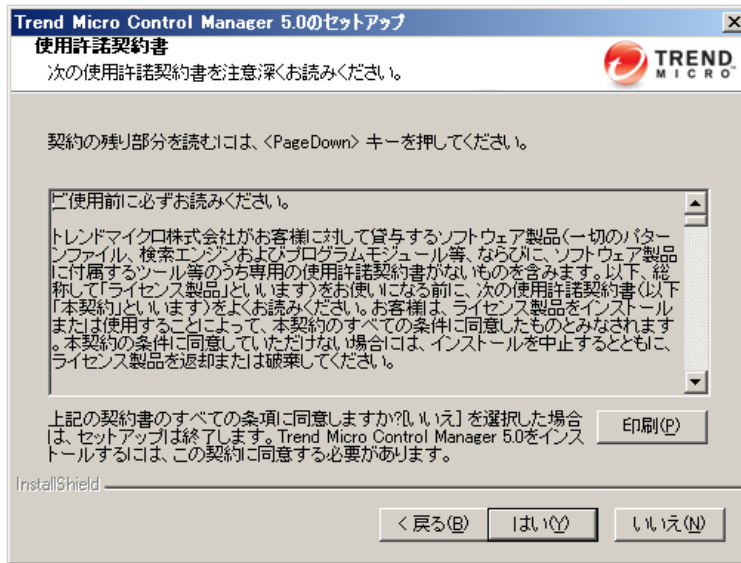 Trend Micro Control Manager 5.0のセットアップ
使用許諾契約書
次の使用許諾契約書を注意深くお読みください。
TREND
MICRO
契約の残り部分を読むには、<PageDown> キーを押してください。
ご使用前に必ずお読みください。
トレンドマイクロ株式会社がお客様に対して貸与するソフトウェア製品(一切のパター
ンファイル、検索エンジンおよびプログラムモジュール等、ならびに、ソフトウェア製品
に付属するツール等のうち専用の使用許諾契約書がないものを含みます。以下、総
称して「ライセンス製品」といいます)をお使いになる前に、次の使用許諾契約書(以下
「本契約」といいます)をよくお読みください。お客様は、ライセンス製品をインストール
または使用することによって、本契約のすべての条件に同意したものとみなされます
。本契約の条件に同意していただけない場合には、インストールを中止するとともに、
ライセンス製品を返却または破棄してください。
上記の契約書のすべての条項に同意しますか?[いいえ] を選択した場合
は、セットアップは終了します。Trend Micro Control Manager 5.0をインス
トールするには、この契約に同意する必要があります。
印刷(P)
InstallShield
< 戻る(B)
はい(Y)
いいえ(N)